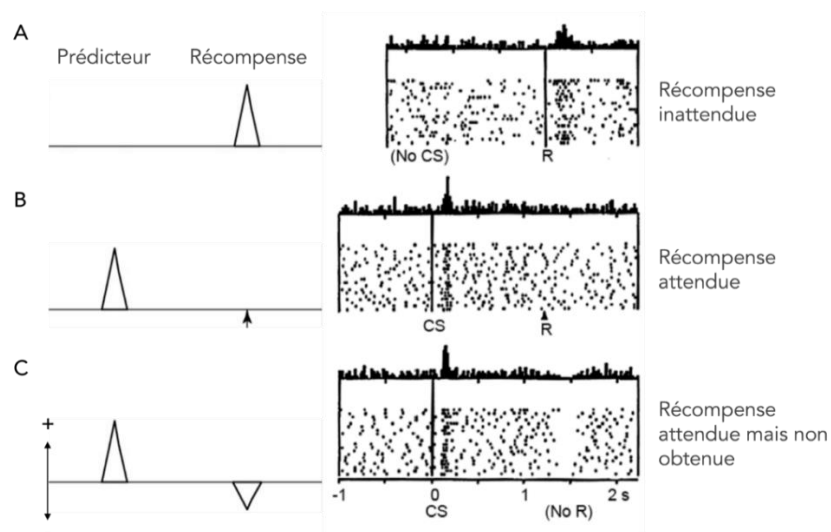 A
Prédicteur
Récompense
(No CS)
R
Récompense
inattendue
B
CS
R
Récompense
attendue
C
+
-1
0
1
2 s
CS
(No R)
Récompense
attendue mais non
obtenue